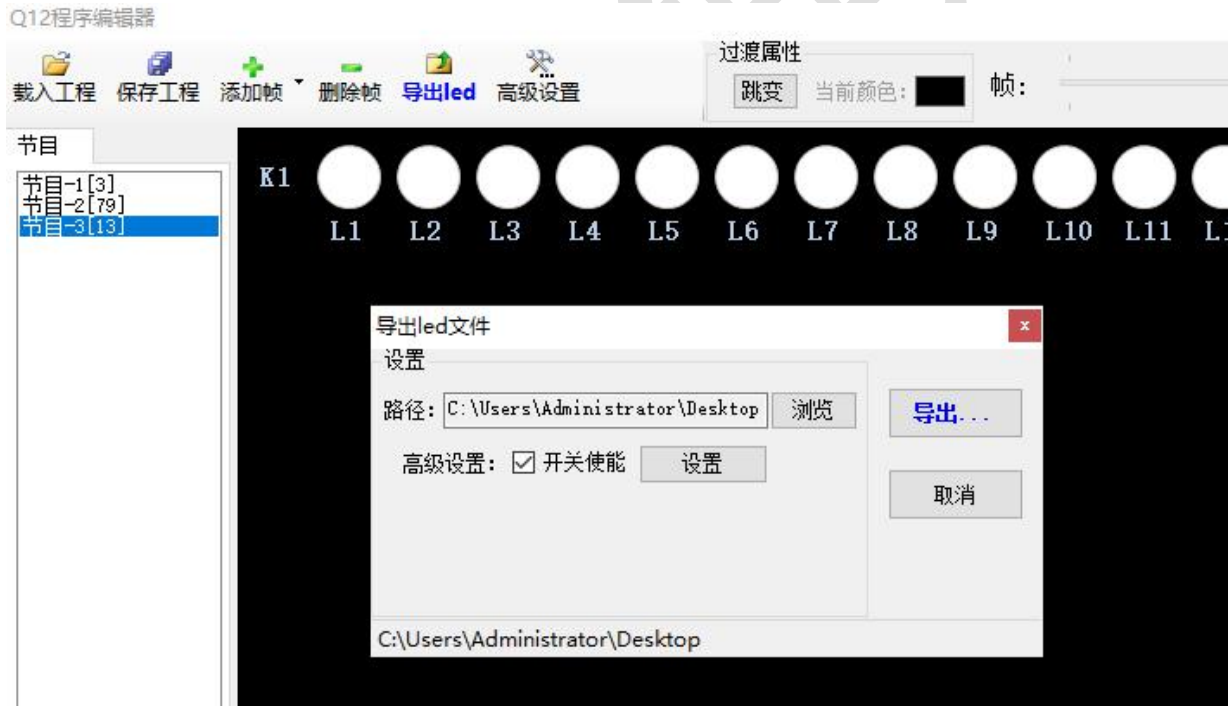 Q12程序编辑器
载入工程 保存工程 添加帧 删除帧 导出led 高级设置
过渡属性
跳变 当前颜色: 帧:
节目
节目-1[3]
节目-2[79]
节目-3[13]
K1
L1 L2 L3 L4 L5 L6 L7 L8 L9 L10 L11
导出led文件 x
设置
路径: C:\Users\Administrator\Desktop 浏览
导出...
高级设置: 开关使能 设置
取消
C:\Users\Administrator\Desktop